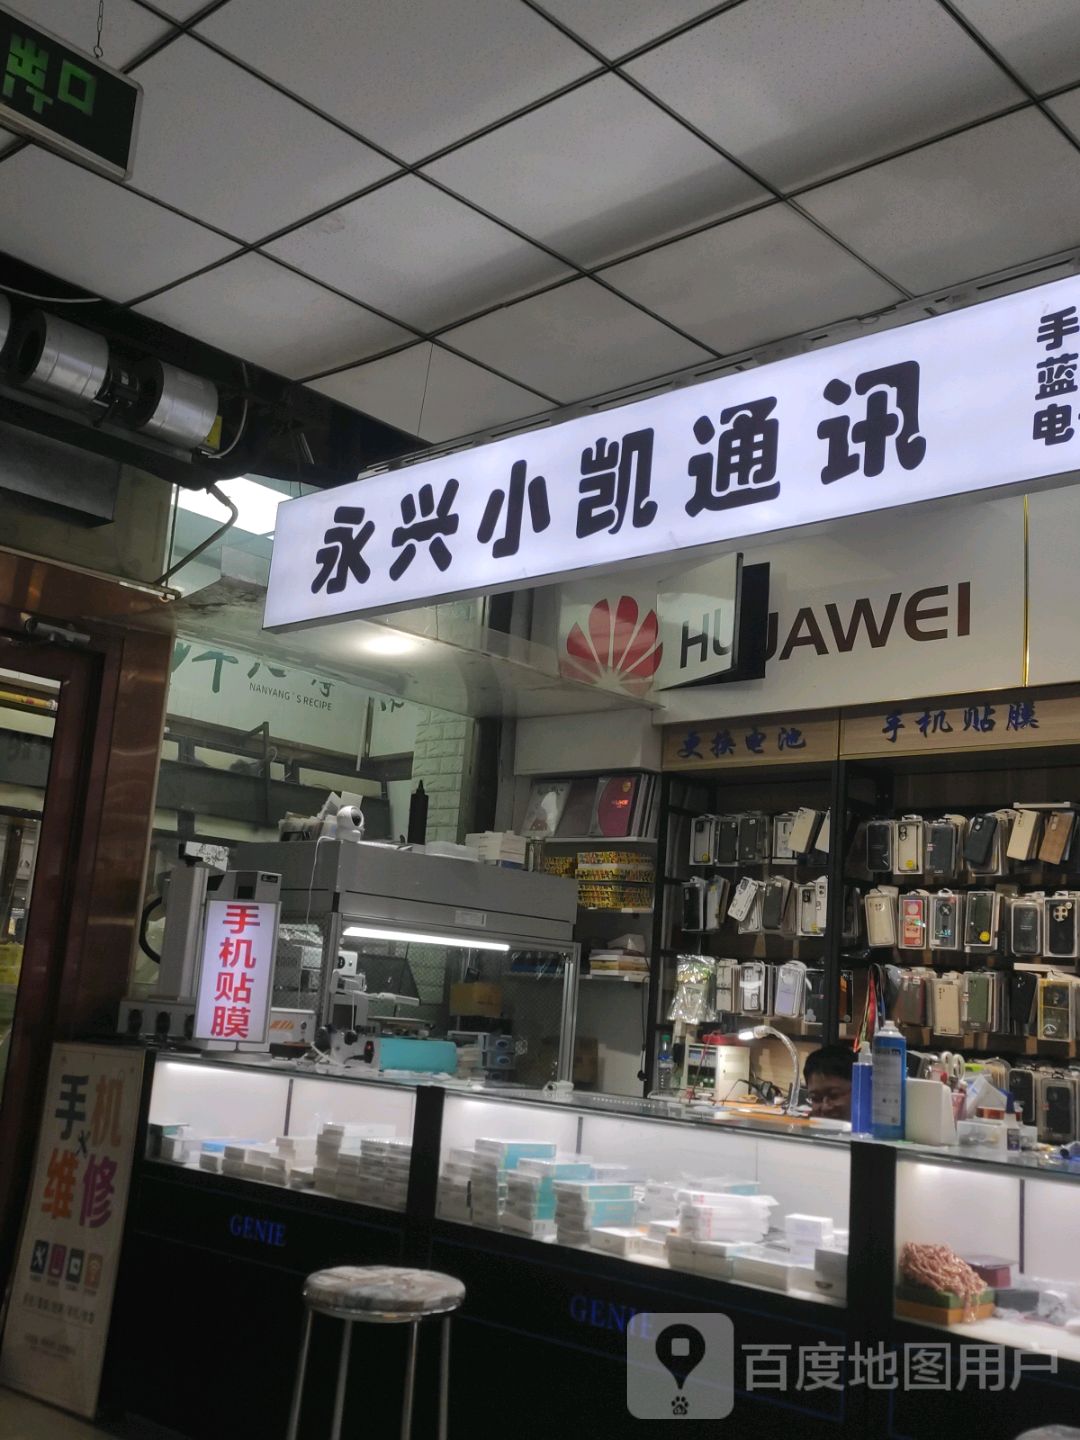 出口
手
蓝
电
永兴小凯通讯
HUAWEI
NANYANG'S RECIPE
更换电池
手机贴膜
手机贴膜
手机
维修
GENIE
GENIE
百度地图用户